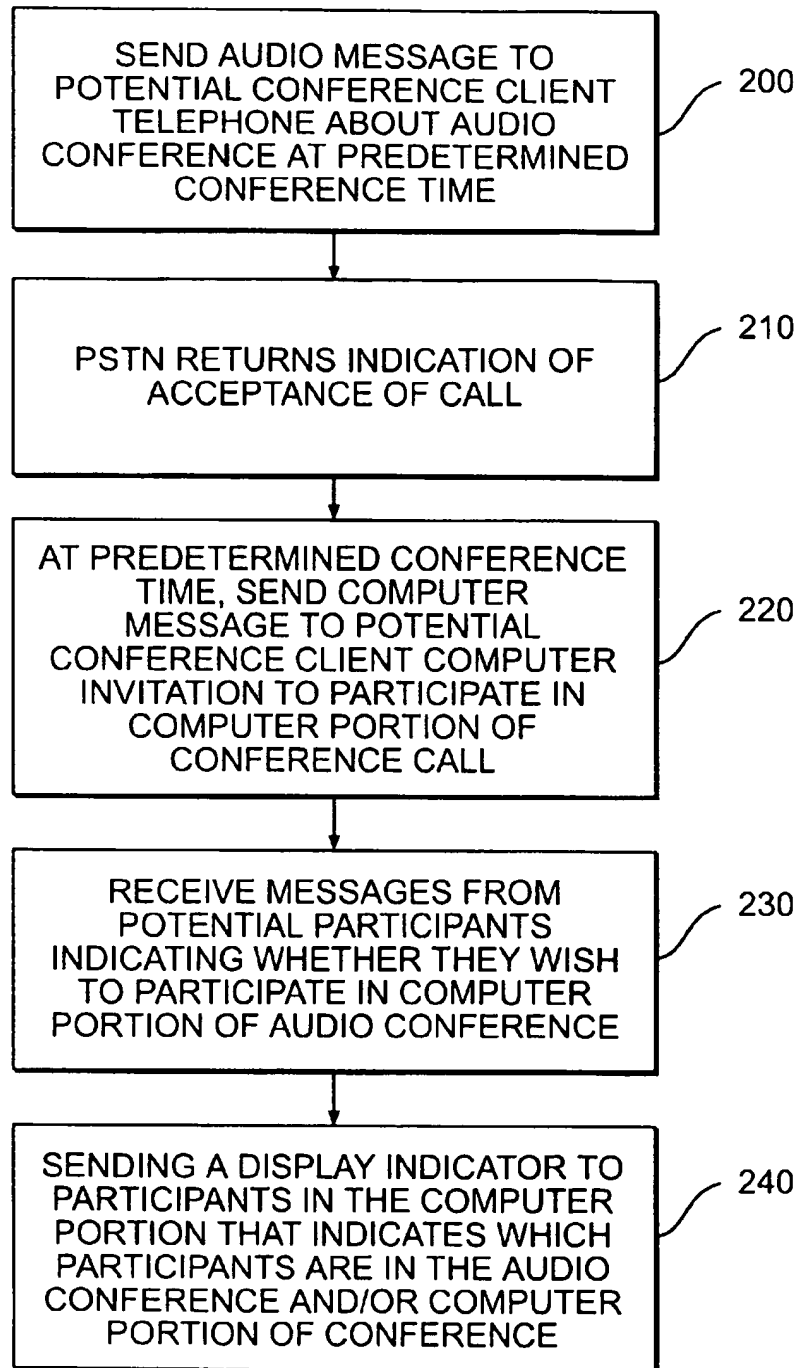 SEND AUDIO MESSAGE TO
POTENTIAL CONFERENCE CLIENT
TELEPHONE ABOUT AUDIO
CONFERENCE AT PREDETERMINED
CONFERENCE TIME
200
PSTN RETURNS INDICATION OF
ACCEPTANCE OF CALL
210
AT PREDETERMINED CONFERENCE
TIME, SEND COMPUTER
MESSAGE TO POTENTIAL
CONFERENCE CLIENT COMPUTER
INVITATION TO PARTICIPATE IN
COMPUTER PORTION OF
CONFERENCE CALL
220
RECEIVE MESSAGES FROM
POTENTIAL PARTICIPANTS
INDICATING WHETHER THEY WISH
TO PARTICIPATE IN COMPUTER
PORTION OF AUDIO CONFERENCE
230
SENDING A DISPLAY INDICATOR TO
PARTICIPANTS IN THE COMPUTER
PORTION THAT INDICATES WHICH
PARTICIPANTS ARE IN THE AUDIO
CONFERENCE AND/OR COMPUTER
PORTION OF CONFERENCE
240